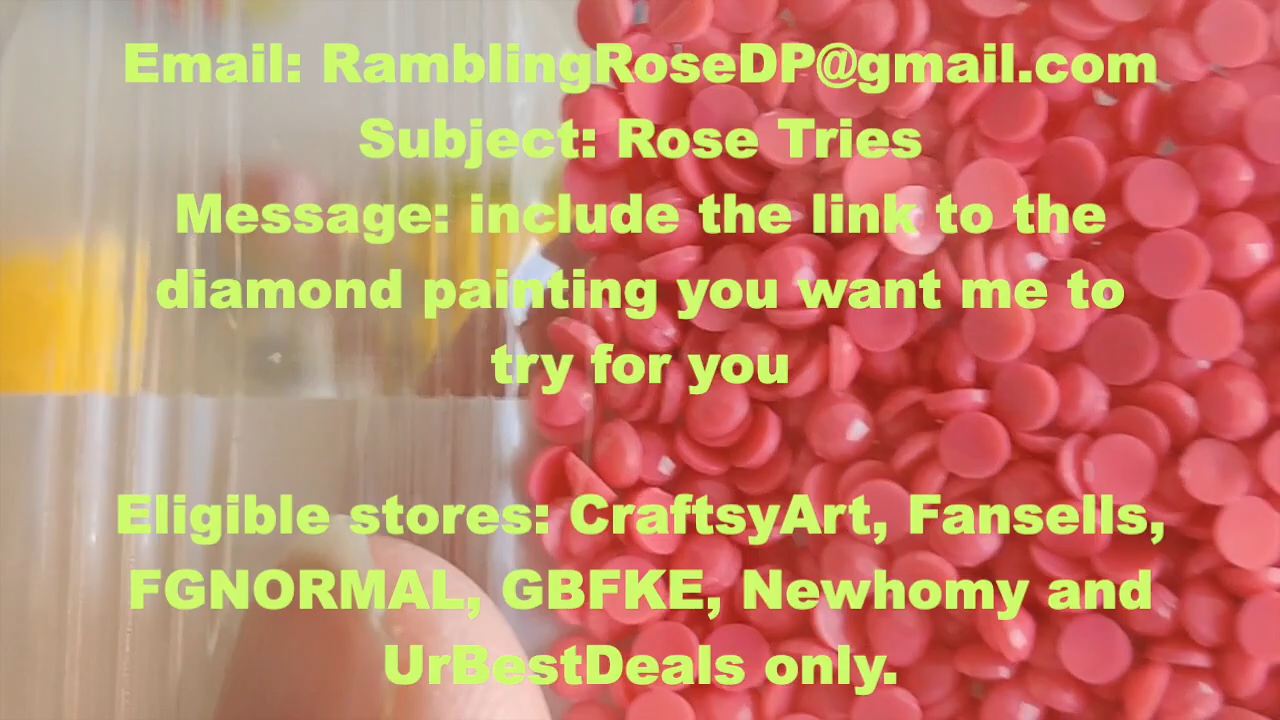 Email: RamblingRoseDP@gmail.com
Subject: Rose Tries
Message: include the link to the
diamond painting you want me to
try for you
Eligible stores: CraftsyArt, Fansells,
FGNORMAL, GBFKE, Newhomy and
UrBestDeals only.